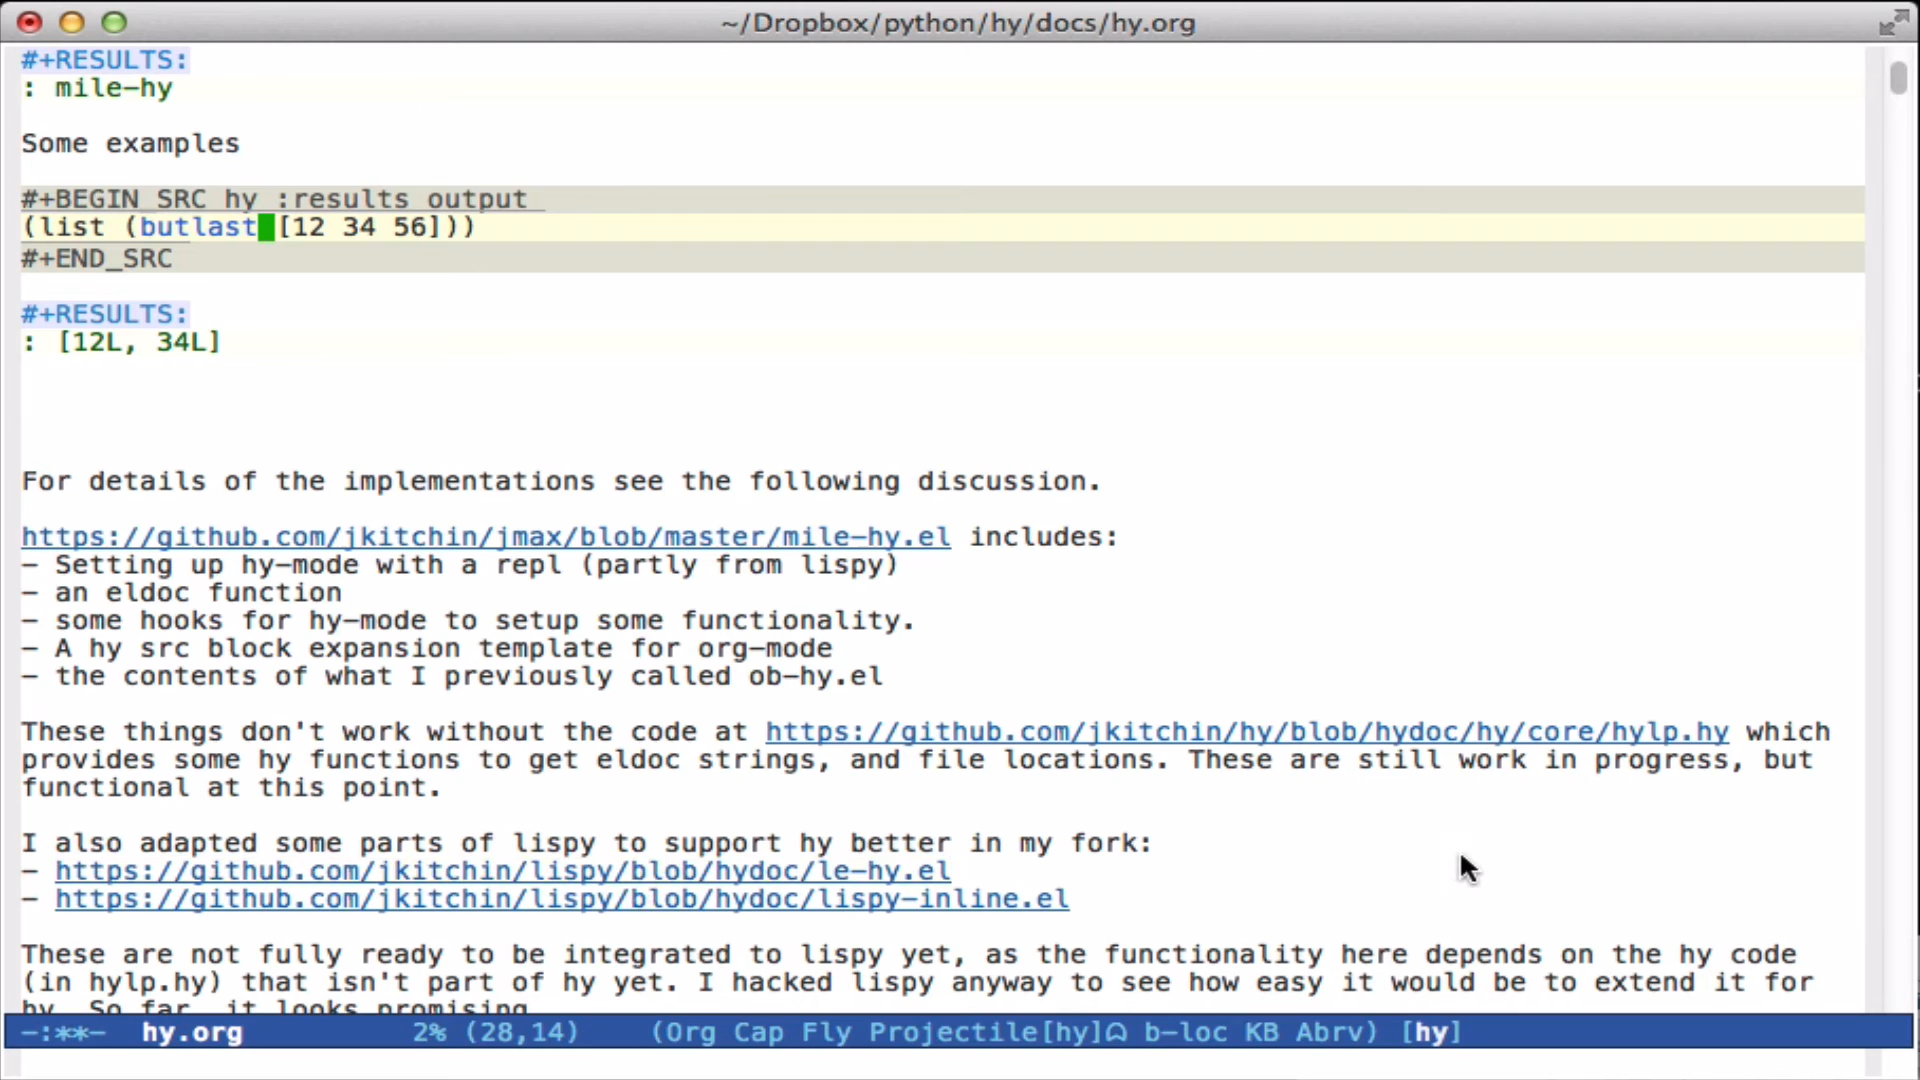 ~/Dropbox/python/hy/docs/hy.org
#+RESULTS:
: mile-hy
Some examples
#+BEGIN_SRC hy :results output
(list (butlast [12 34 56]))
#+END_SRC
#+RESULTS:
: [12L, 34L]
For details of the implementations see the following discussion.
https://github.com/jkitchin/jmax/blob/master/mile-hy.el includes:
- Setting up hy-mode with a repl (partly from lispy)
- an eldoc function
- some hooks for hy-mode to setup some functionality.
- A hy src block expansion template for org-mode
- the contents of what I previously called ob-hy.el
These things don't work without the code at https://github.com/jkitchin/hy/blob/hydoc/hy/core/hylp.hy which
provides some hy functions to get eldoc strings, and file locations. These are still work in progress, but
functional at this point.
I also adapted some parts of lispy to support hy better in my fork:
- https://github.com/jkitchin/lispy/blob/hydoc/le-hy.el
- https://github.com/jkitchin/lispy/blob/hydoc/lispy-inline.el
These are not fully ready to be integrated to lispy yet, as the functionality here depends on the hy code
(in hylp.hy) that isn't part of hy yet. I hacked lispy anyway to see how easy it would be to extend it for
hy. So far, it looks promising
-:**- hy.org 2% (28,14) (Org Cap Fly Projectile[hy]ᗣ b-loc KB Abrv) [hy]